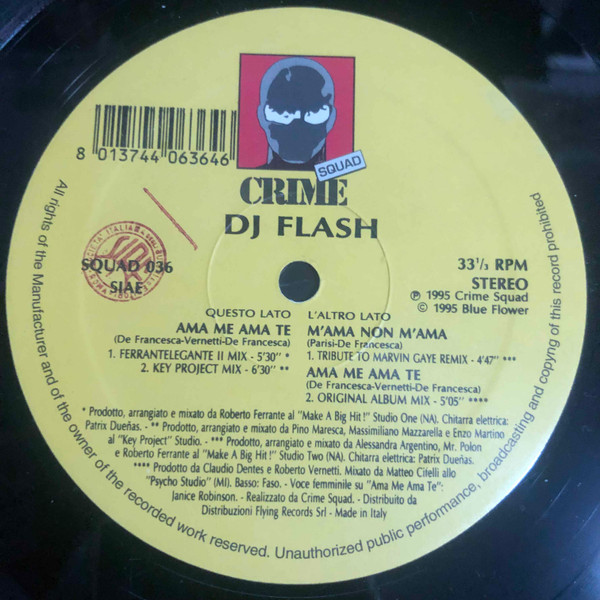 8 013744 063646
SQUAD
CRIME
DJ FLASH
SQUAD 036
SIAE
33¹/₃ RPM
STEREO
℗ 1995 Crime Squad
© 1995 Blue Flower
QUESTO LATO
AMA ME AMA TE
(De Francesca-Vernetti-De Francesca)
1. FERRANTELEGANTE II MIX - 5'30'' *
2. KEY PROJECT MIX - 6'30'' **
L'ALTRO LATO
M'AMA NON M'AMA
(Parisi-De Francesca)
1. TRIBUTE TO MARVIN GAYE REMIX - 4'47'' ***
AMA ME AMA TE
(De Francesca-Vernetti-De Francesca)
2. ORIGINAL ALBUM MIX - 5'05'' ****
* Prodotto, arrangiato e mixato da Roberto Ferrante al "Make A Big Hit!" Studio One (NA). Chitarra elettrica:
Patrix Dueñas. - ** Prodotto, arrangiato e mixato da Pino Maresca, Massimiliano Mazzarella e Enzo Martino
al "Key Project" Studio. - *** Prodotto, arrangiato e mixato da Alessandra Argentino, Mr. Polon
e Roberto Ferrante al "Make A Big Hit!" Studio Two (NA). Chitarra elettrica: Patrix Dueñas.
**** Prodotto da Claudio Dentes e Roberto Vernetti. Mixato da Matteo Citelli allo
"Psycho Studio" (MI). Basso: Faso. - Voce femminile su "Ama Me Ama Te":
Janice Robinson. - Realizzato da Crime Squad. - Distribuito da
Distribuzioni Flying Records Srl - Made in Italy
All rights of the Manufacturer and of the owner of the recorded work reserved. Unauthorized public performance, broadcasting and copyng of this record prohibited